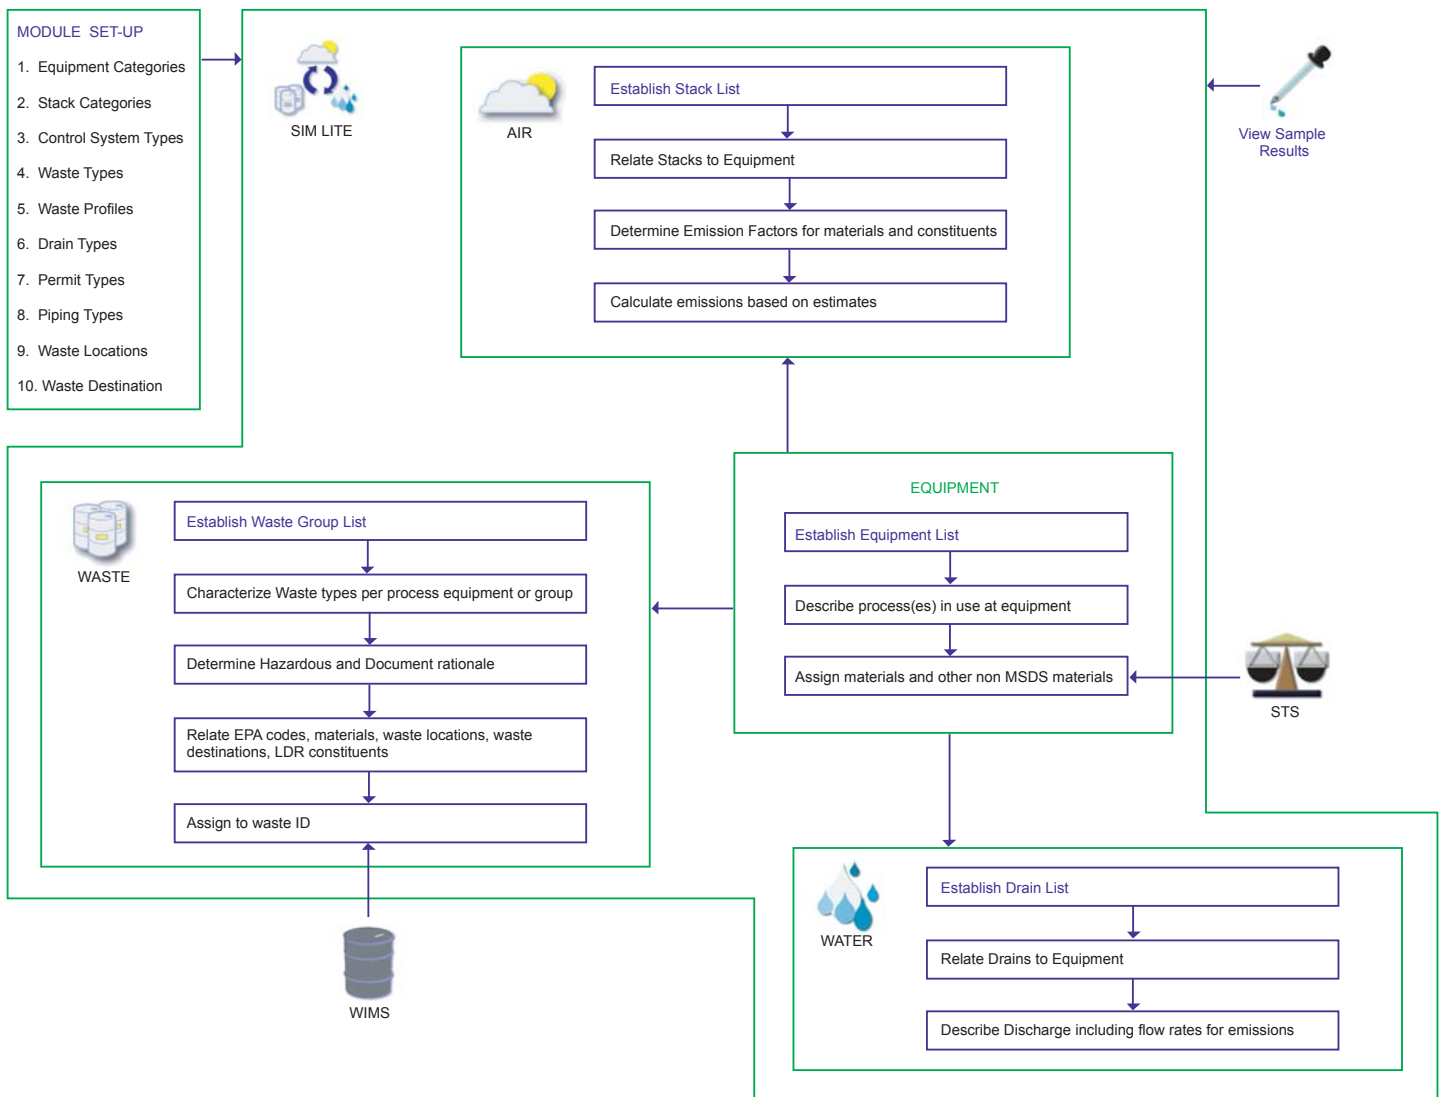 MODULE SET-UP
1. Equipment Categories
2. Stack Categories
3. Control System Types
4. Waste Types
5. Waste Profiles
6. Drain Types
7. Permit Types
8. Piping Types
9. Waste Locations
10. Waste Destination
SIM LITE
AIR
Establish Stack List
Relate Stacks to Equipment
Determine Emission Factors for materials and constituents
Calculate emissions based on estimates
View Sample
Results
WASTE
Establish Waste Group List
Characterize Waste types per process equipment or group
Determine Hazardous and Document rationale
Relate EPA codes, materials, waste locations, waste
destinations, LDR constituents
Assign to waste ID
WIMS
EQUIPMENT
Establish Equipment List
Describe process(es) in use at equipment
Assign materials and other non MSDS materials
STS
WATER
Establish Drain List
Relate Drains to Equipment
Describe Discharge including flow rates for emissions